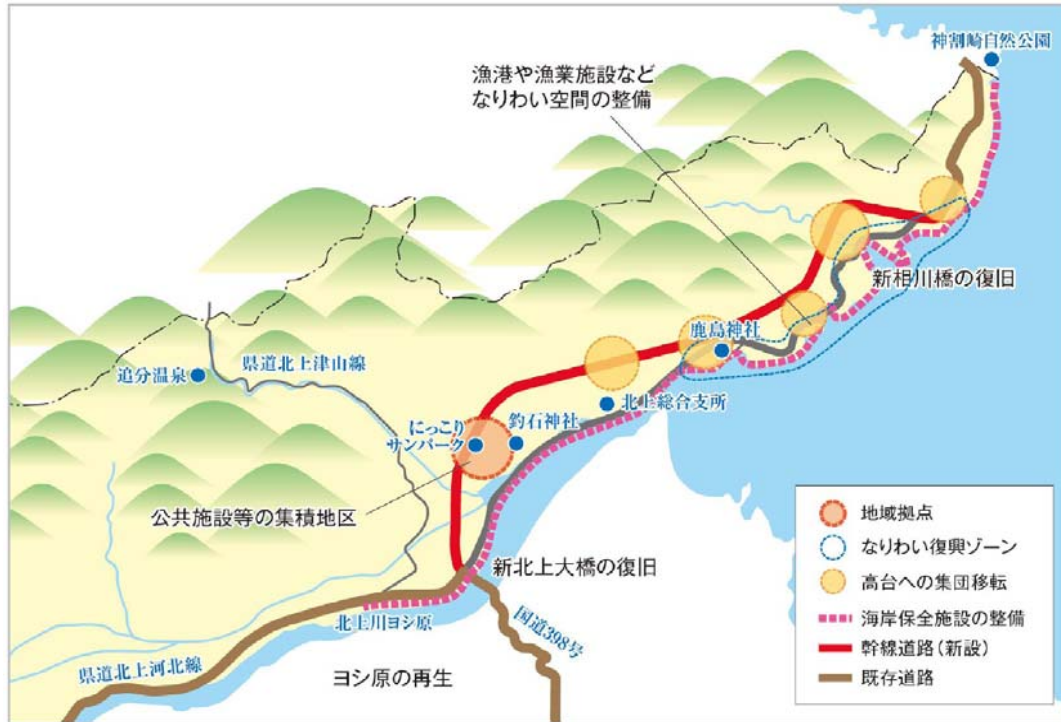 神割崎自然公園
漁港や漁業施設など
なりわい空間の整備
新相川橋の復旧
鹿島神社
県道北上津山線
追分温泉
北上総合支所
にっこり
サンパーク
釣石神社
公共施設等の集積地区
新北上大橋の復旧
北上川ヨシ原
国道398号
県道北上河北線
ヨシ原の再生
地域拠点
なりわい復興ゾーン
高台への集団移転
海岸保全施設の整備
幹線道路（新設）
既存道路